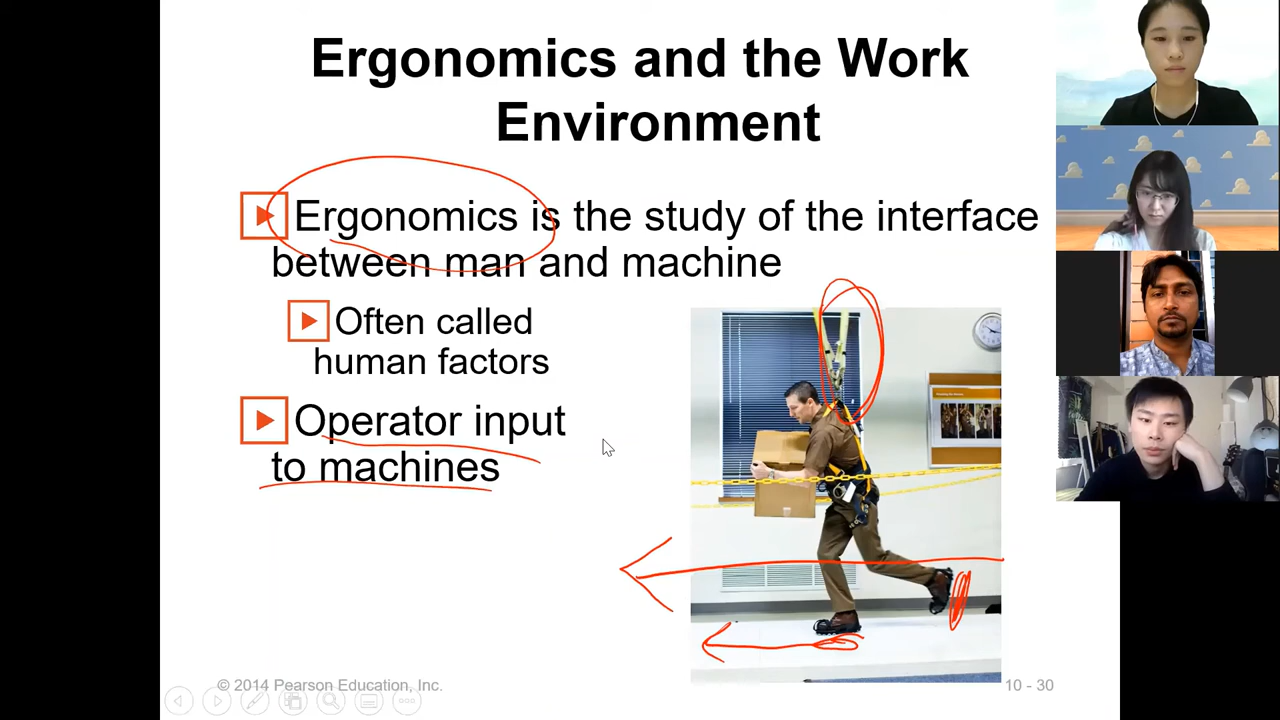 Ergonomics and the Work
Environment
Ergonomics is the study of the interface
between man and machine
Often called
human factors
Operator input
to machines
© 2014 Pearson Education, Inc.
10 - 30